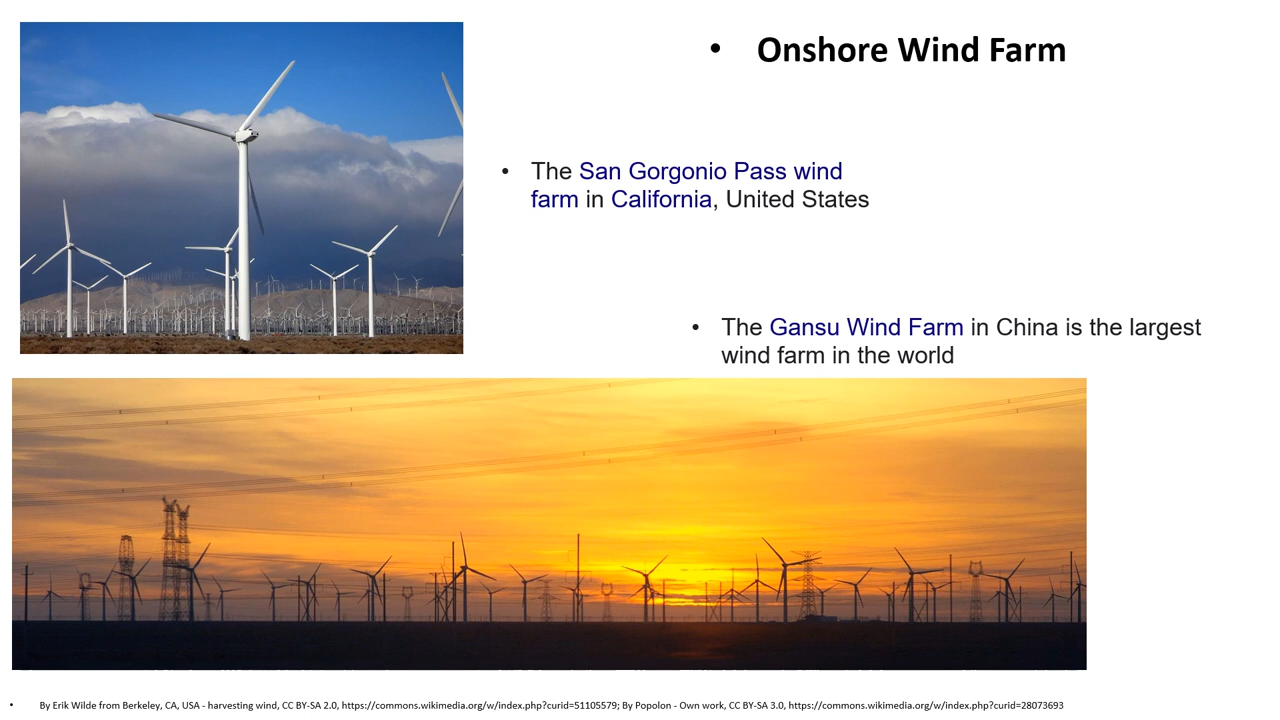 • Onshore Wind Farm
• The San Gorgonio Pass wind
farm in California, United States
• The Gansu Wind Farm in China is the largest
wind farm in the world
• By Erik Wilde from Berkeley, CA, USA - harvesting wind, CC BY-SA 2.0, https://commons.wikimedia.org/w/index.php?curid=51105579; By Popolon - Own work, CC BY-SA 3.0, https://commons.wikimedia.org/w/index.php?curid=28073693